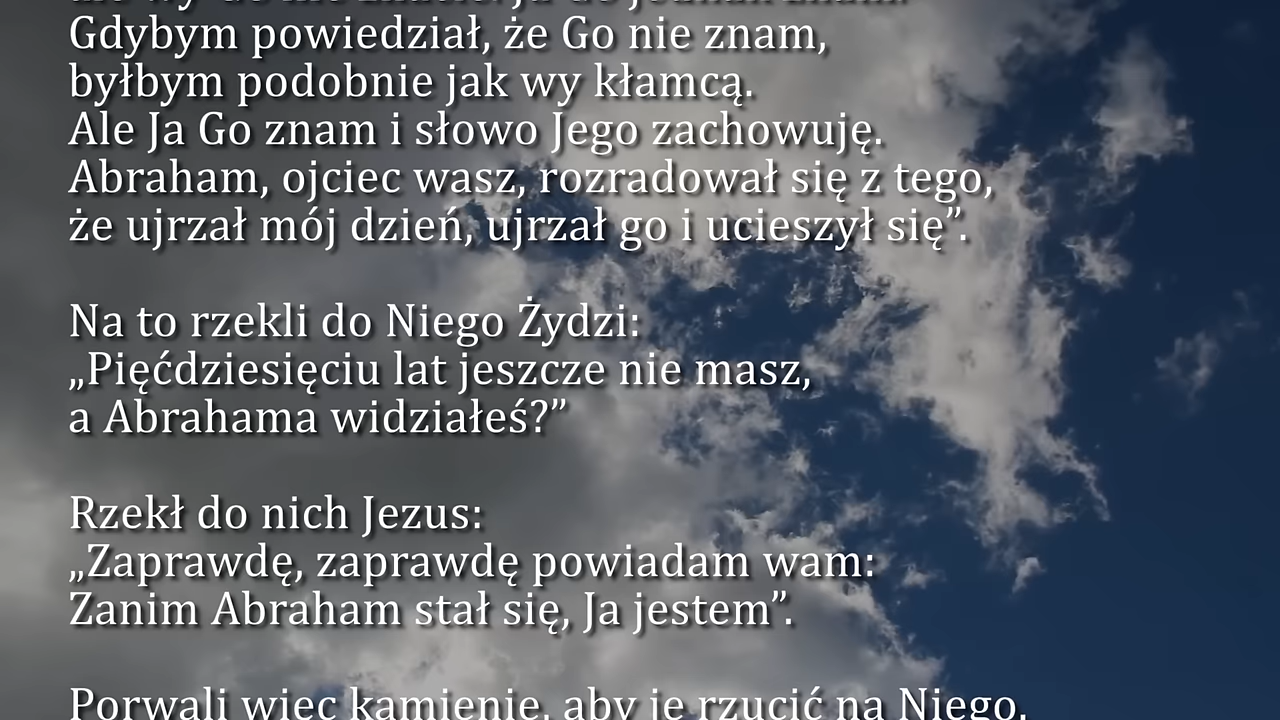 Gdybym powiedział, że Go nie znam,
byłbym podobnie jak wy kłamcą.
Ale Ja Go znam i słowo Jego zachowuję.
Abraham, ojciec wasz, rozradował się z tego,
że ujrzał mój dzień, ujrzał go i ucieszył się”.
Na to rzekli do Niego Żydzi:
„Pięćdziesięciu lat jeszcze nie masz,
a Abrahama widziałeś?”
Rzekł do nich Jezus:
„Zaprawdę, zaprawdę powiadam wam:
Zanim Abraham stał się, Ja jestem”.
Porwali więc kamienie, aby je rzucić na Niego.